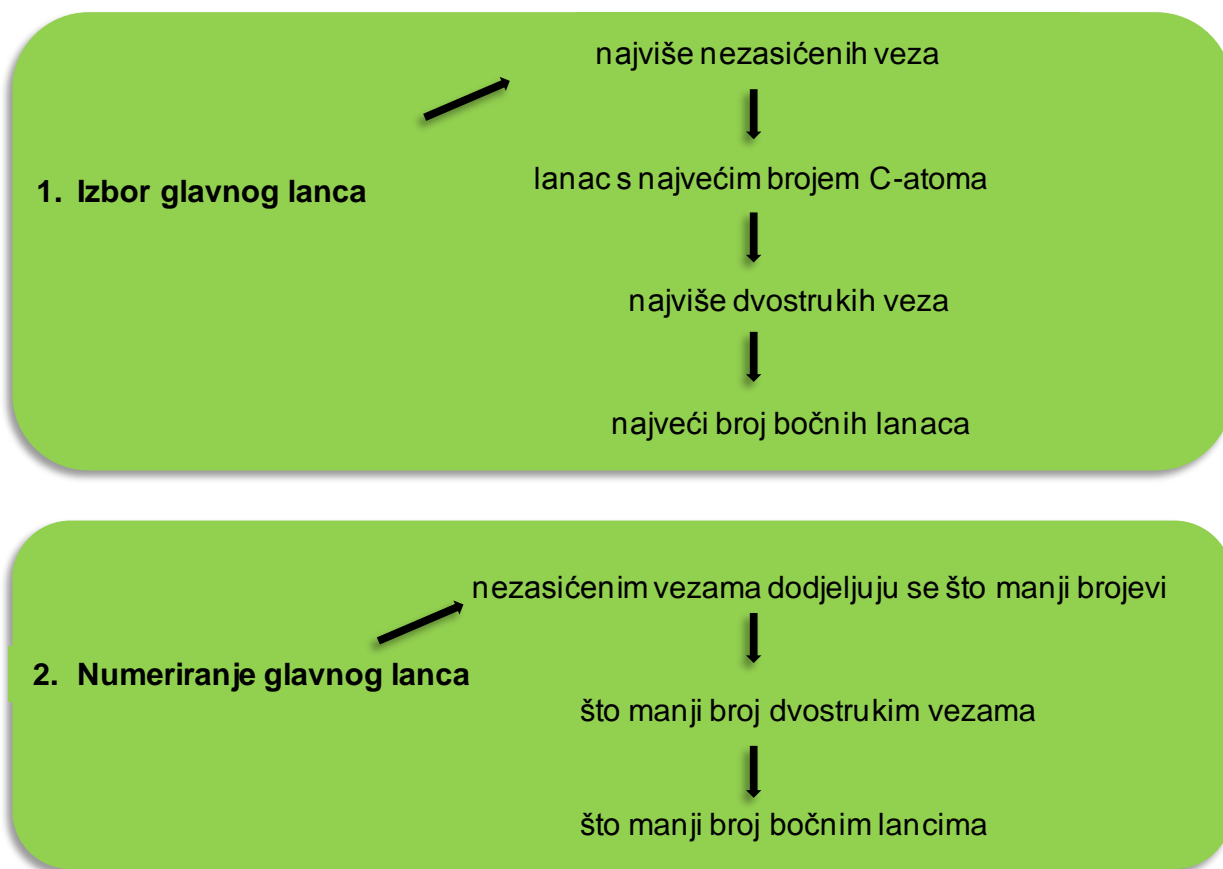 najviše nezasićenih veza
1. Izbor glavnog lanca
lanac s najvećim brojem C-atoma
najviše dvostrukih veza
najveći broj bočnih lanaca
nezasićenim vezama dodjeljuju se što manji brojevi
2. Numeriranje glavnog lanca
što manji broj dvostrukim vezama
što manji broj bočnim lancima